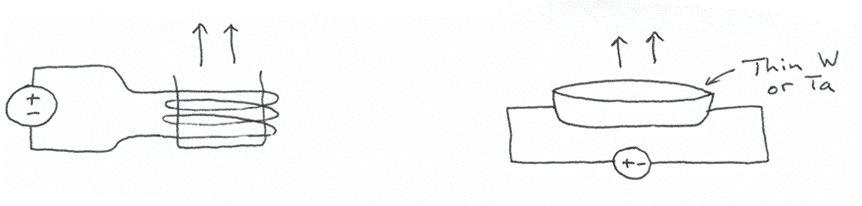 +
-
Thin W
or Ta
+-